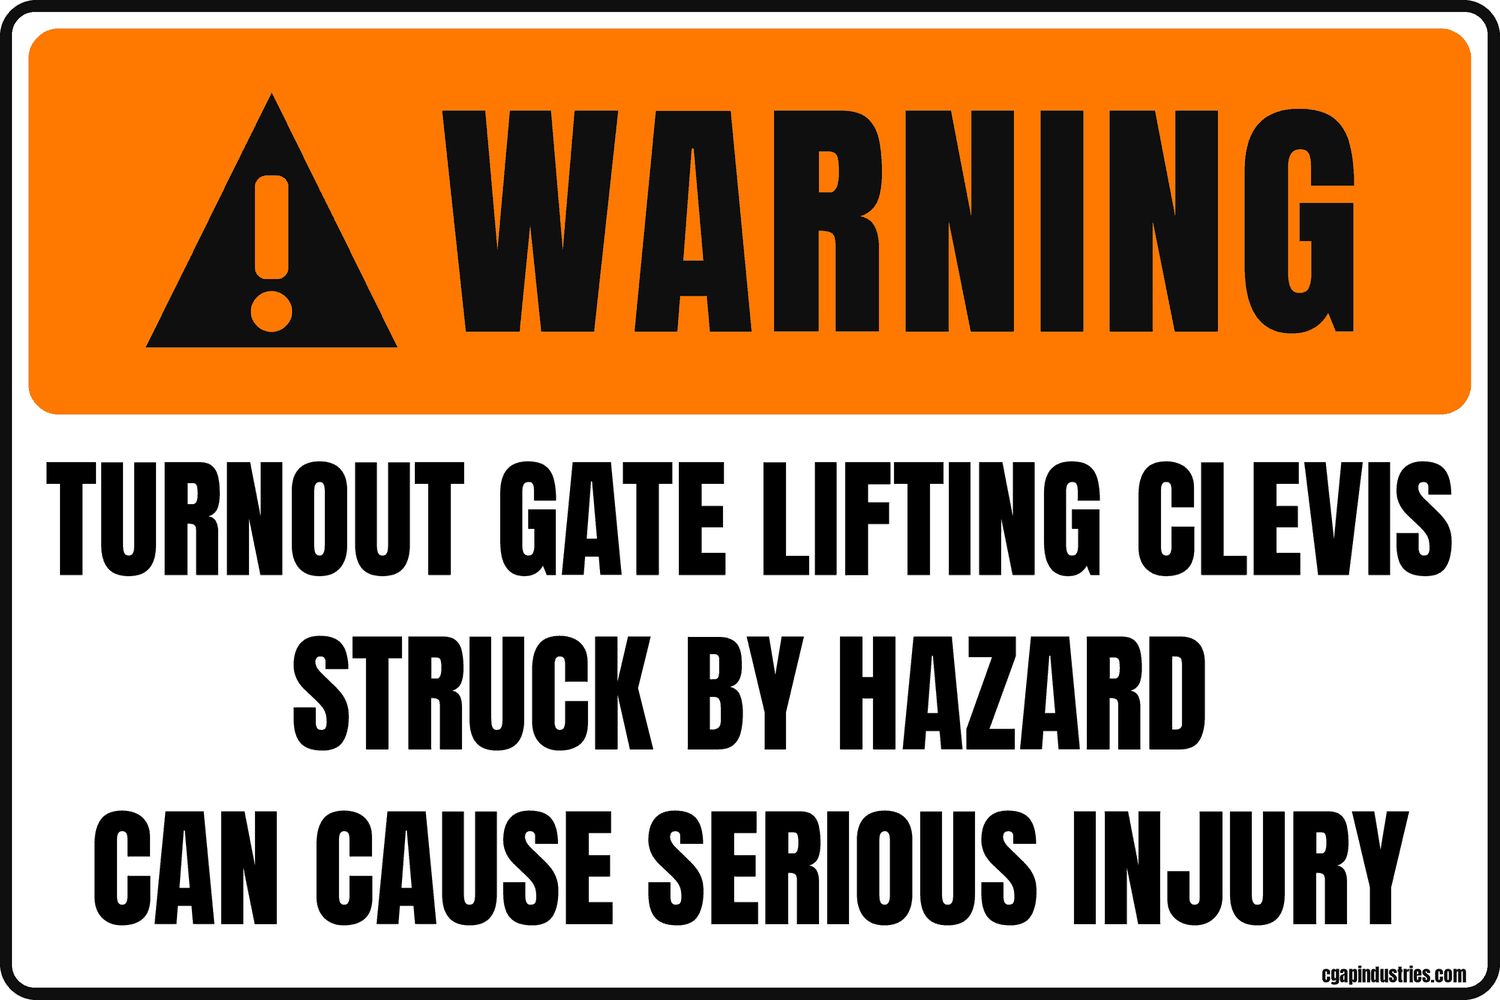 WARNING
TURNOUT GATE LIFTING CLEVIS
STRUCK BY HAZARD
CAN CAUSE SERIOUS INJURY
cgapindustries.com